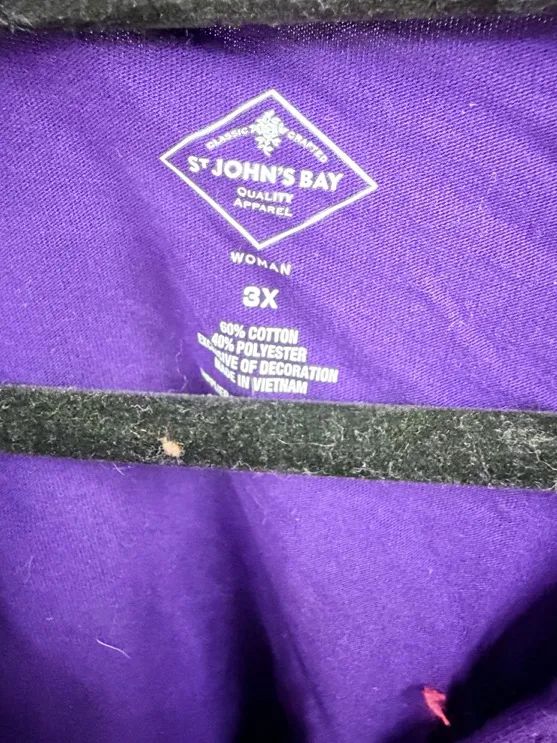 CLASSIC CRAFTED
ST JOHN'S BAY
QUALITY
APPAREL
WOMAN
3X
60% COTTON
40% POLYESTER
EXCLUSIVE OF DECORATION
MADE IN VIETNAM